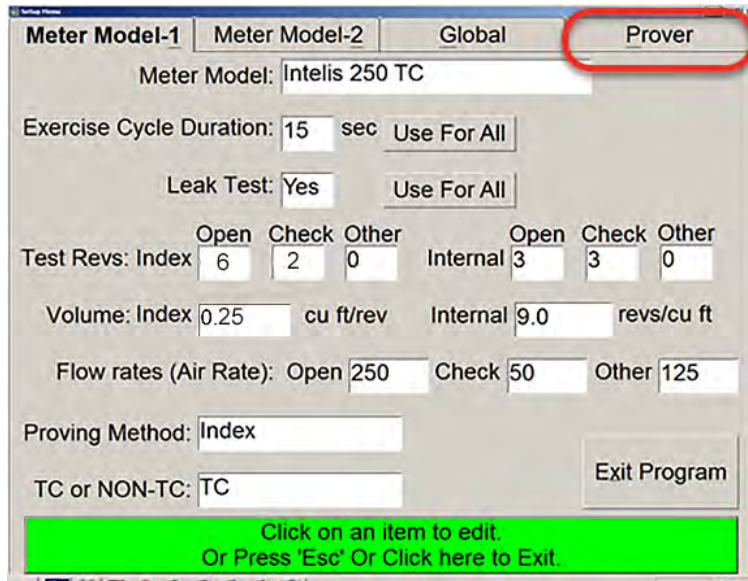 Setup Menu
Meter Model-1 Meter Model-2 Global Prover
Meter Model: Intelis 250 TC
Exercise Cycle Duration: 15 sec Use For All
Leak Test: Yes Use For All
Open Check Other Open Check Other
Test Revs: Index 6 2 0 Internal 3 3 0
Volume: Index 0.25 cu ft/rev Internal 9.0 revs/cu ft
Flow rates (Air Rate): Open 250 Check 50 Other 125
Proving Method: Index
TC or NON-TC: TC
Exit Program
Click on an item to edit.
Or Press 'Esc' Or Click here to Exit.